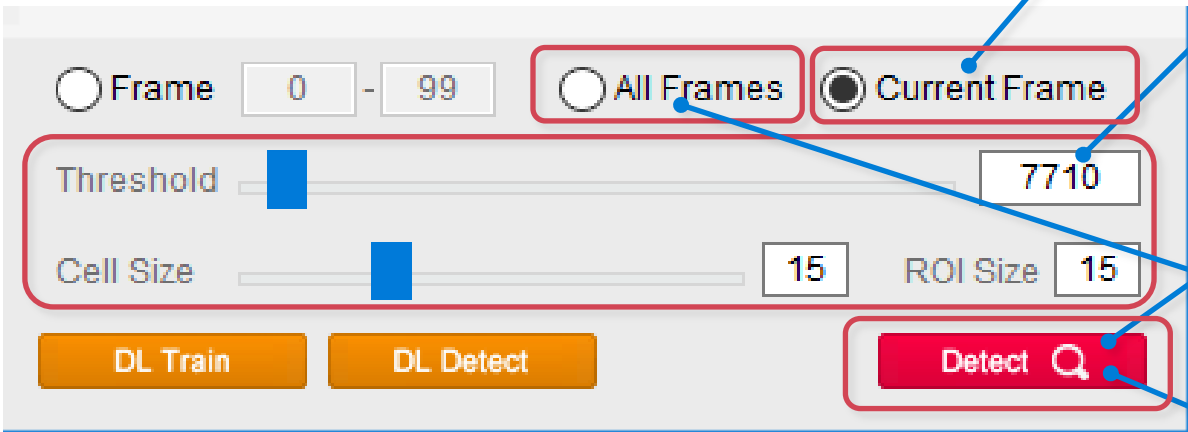 Frame 0 - 99 All Frames Current Frame
Threshold 7710
Cell Size 15 ROI Size 15
DL Train DL Detect Detect